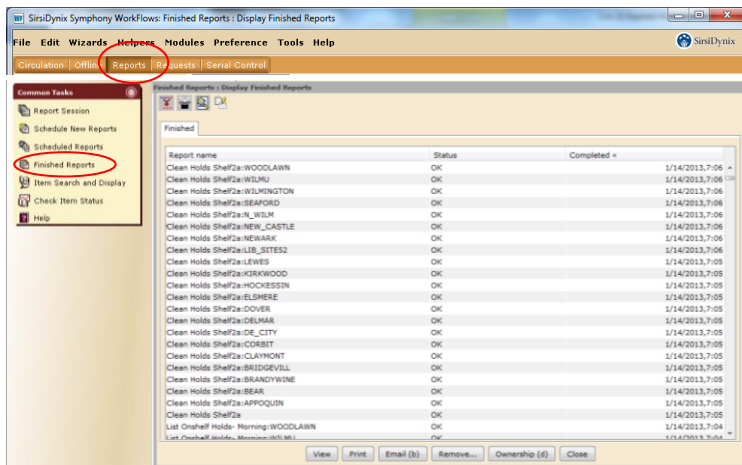 SirsiDynix Symphony WorkFlows: Finished Reports : Display Finished Reports
File Edit Wizards Helpers Modules Preference Tools Help
SirsiDynix
Circulation Offline Reports Requests Serial Control
Common Tasks
Report Session
Schedule New Reports
Scheduled Reports
Finished Reports
Item Search and Display
Check Item Status
Help
Finished Reports : Display Finished Reports
Finished
Report name Status Completed
Clean Holds Shelf2a:WOODLAWN OK 1/14/2013,7:06
Clean Holds Shelf2a:WILMU OK 1/14/2013,7:06
Clean Holds Shelf2a:WILMINGTON OK 1/14/2013,7:06
Clean Holds Shelf2a:SEAFORD OK 1/14/2013,7:06
Clean Holds Shelf2a:N_WILM OK 1/14/2013,7:06
Clean Holds Shelf2a:NEW_CASTLE OK 1/14/2013,7:06
Clean Holds Shelf2a:NEWARK OK 1/14/2013,7:06
Clean Holds Shelf2a:LIB_SITES2 OK 1/14/2013,7:06
Clean Holds Shelf2a:LEWES OK 1/14/2013,7:05
Clean Holds Shelf2a:KIRKWOOD OK 1/14/2013,7:05
Clean Holds Shelf2a:HOCKESSIN OK 1/14/2013,7:05
Clean Holds Shelf2a:ELSMERE OK 1/14/2013,7:05
Clean Holds Shelf2a:DOVER OK 1/14/2013,7:05
Clean Holds Shelf2a:DELMAR OK 1/14/2013,7:05
Clean Holds Shelf2a:DE_CITY OK 1/14/2013,7:05
Clean Holds Shelf2a:CORBIT OK 1/14/2013,7:05
Clean Holds Shelf2a:CLAYMONT OK 1/14/2013,7:05
Clean Holds Shelf2a:BRIDGEVILL OK 1/14/2013,7:05
Clean Holds Shelf2a:BRANDYWINE OK 1/14/2013,7:05
Clean Holds Shelf2a:BEAR OK 1/14/2013,7:05
Clean Holds Shelf2a:APPOQUIN OK 1/14/2013,7:05
Clean Holds Shelf2a OK 1/14/2013,7:05
List Onshelf Holds- Morning:WOODLAWN OK 1/14/2013,7:04
List Onshelf Holds- Morning:WILMU OK 1/14/2013,7:04
View Print Email (b) Remove... Ownership (d) Close